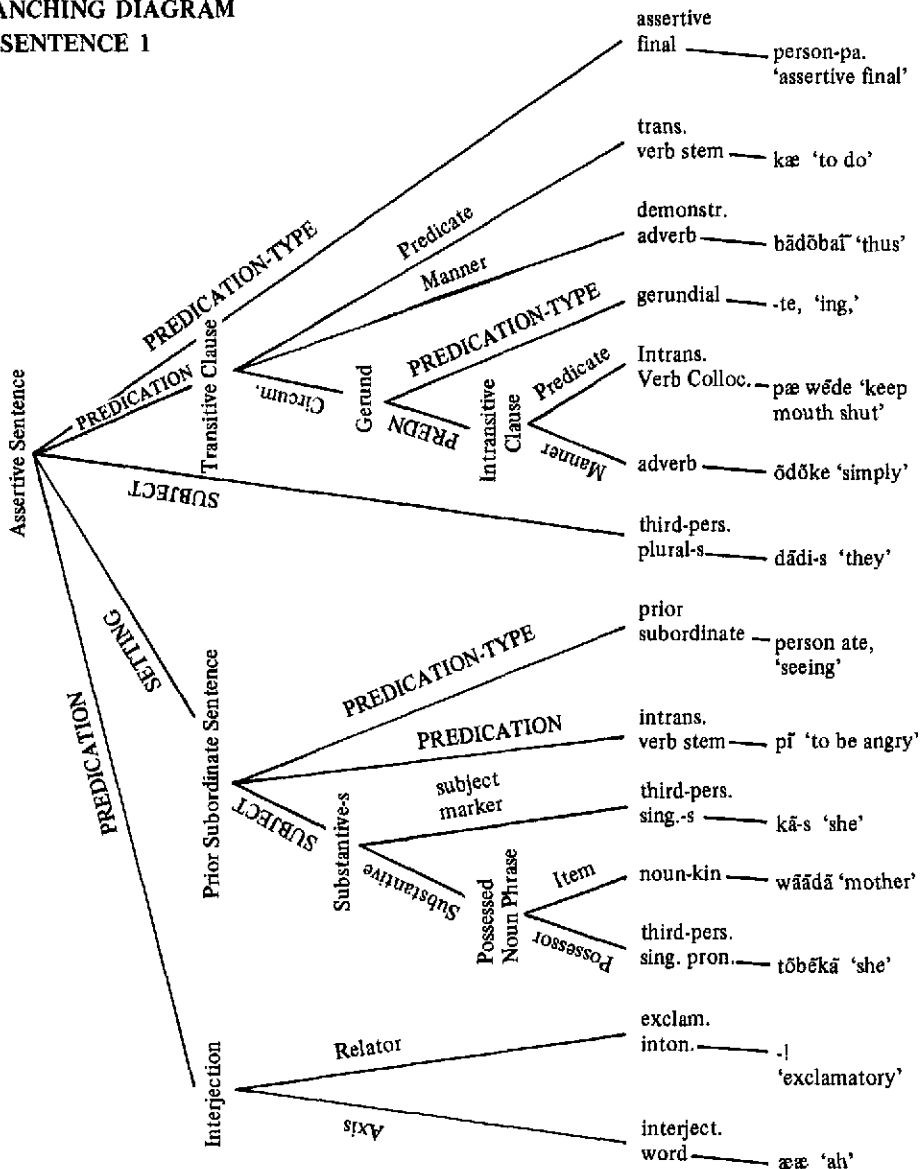 ANCHING DIAGRAM
SENTENCE 1
assertive
final
person-pa.
‘assertive final’
trans.
verb stem
kæ ‘to do’
Predicate
demonstr.
adverb
bãdõbaĩ ‘thus’
Manner
PREDICATION-TYPE
gerundial
-te, ‘ing,’
PREDICATION-TYPE
Intrans.
Verb Colloc.
pæ wẽde ‘keep
mouth shut’
Predicate
PREDICATION
Transitive Clause
Circum.
Gerund
PREDN
Intransitive
Clause
Manner
adverb
õdõke ‘simply’
Assertive Sentence
SUBJECT
third-pers.
plural-s
dãdi-s ‘they’
SETTING
prior
subordinate
person ate,
‘seeing’
PREDICATION-TYPE
PREDICATION
intrans.
verb stem
pĩ ‘to be angry’
PREDICATION
Prior Subordinate Sentence
SUBJECT
Substantive-s
subject
marker
third-pers.
sing.-s
kã-s ‘she’
Substantive
Possessed
Noun Phrase
Item
noun-kin
wããdã ‘mother’
Possessor
third-pers.
sing. pron.
tõbẽkã ‘she’
Interjection
Relator
exclam.
inton.
-!
‘exclamatory’
Axis
interject.
word
ææ ‘ah’